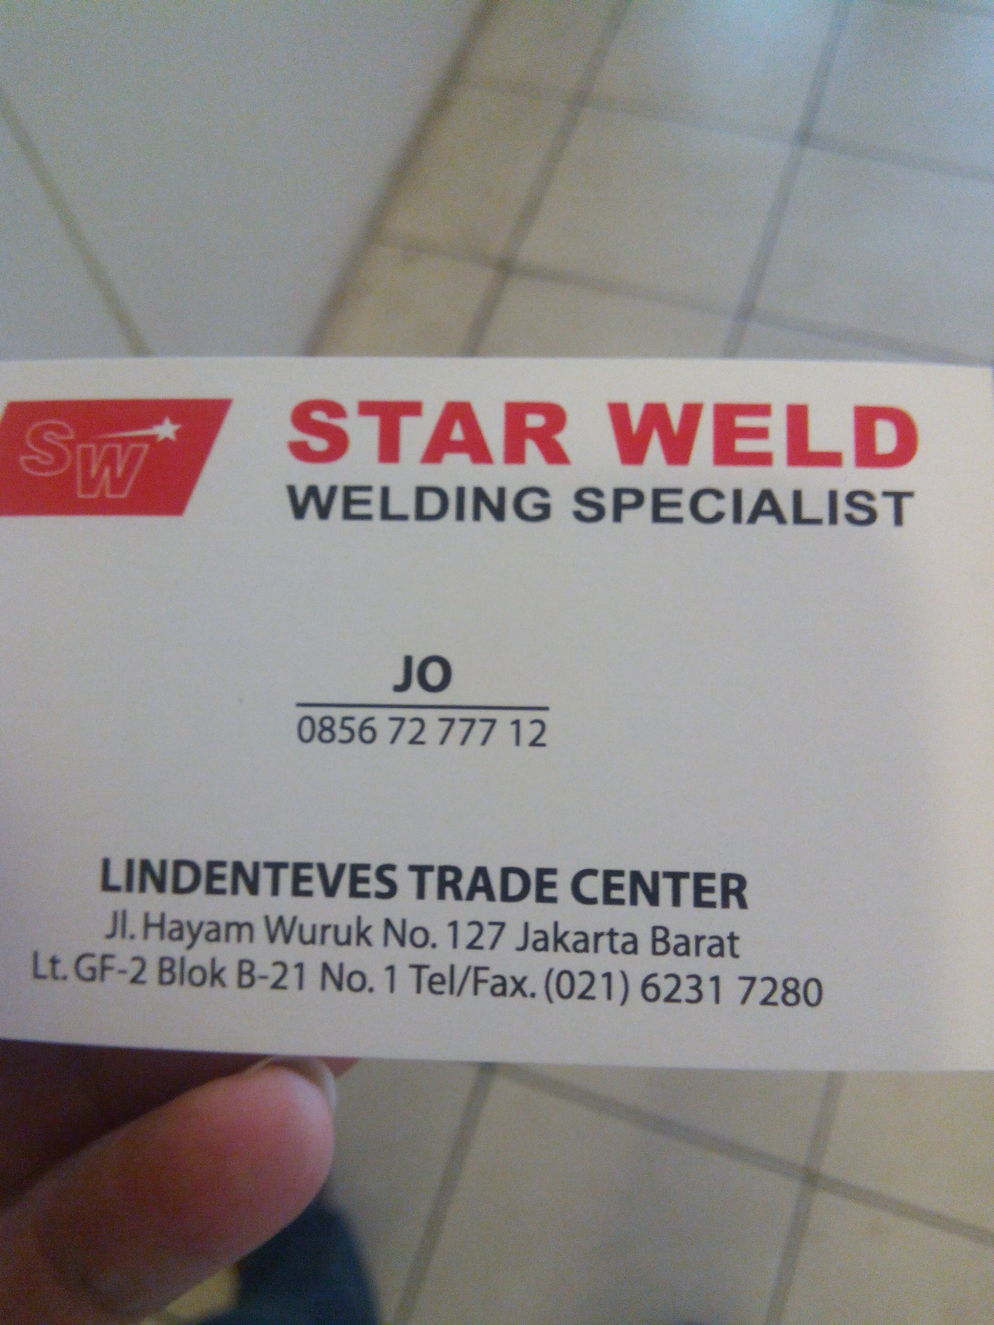 SW
STAR WELD
WELDING SPECIALIST
JO
0856 72 777 12
LINDENTEVES TRADE CENTER
Jl. Hayam Wuruk No. 127 Jakarta Barat
Lt. GF-2 Blok B-21 No. 1 Tel/Fax. (021) 6231 7280